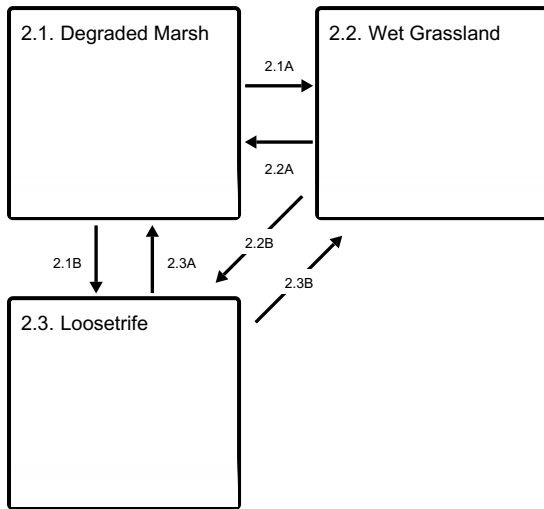 2.1. Degraded Marsh
2.2. Wet Grassland
2.1A
2.2A
2.1B
2.3A
2.2B
2.3B
2.3. Loosetrife